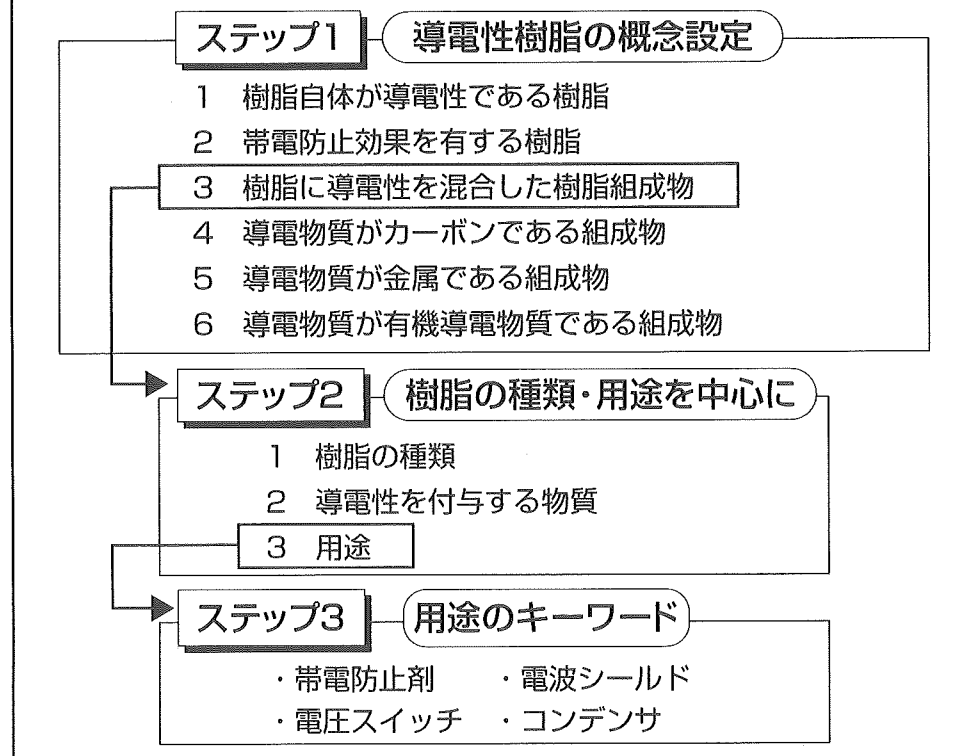 ステップ1 導電性樹脂の概念設定
1 樹脂自体が導電性である樹脂
2 帯電防止効果を有する樹脂
3 樹脂に導電性を混合した樹脂組成物
4 導電物質がカーボンである組成物
5 導電物質が金属である組成物
6 導電物質が有機導電物質である組成物
ステップ2 樹脂の種類・用途を中心に
1 樹脂の種類
2 導電性を付与する物質
3 用途
ステップ3 用途のキーワード
・帯電防止剤 ・電波シールド
・電圧スイッチ ・コンデンサ